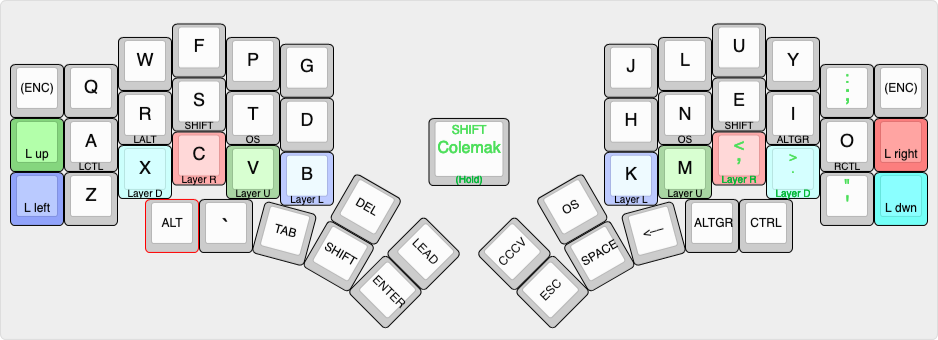 (ENC)
Q
W
F
P
G
J
L
U
Y
:
;
(ENC)
L up
A
LCTL
R
LALT
S
SHIFT
T
OS
D
SHIFT
Colemak
(Hold)
H
N
OS
E
SHIFT
I
ALTGR
O
RCTL
L right
L left
Z
X
Layer D
C
Layer R
V
Layer U
B
Layer L
K
Layer L
M
Layer U
<
,
Layer R
>
.
Layer D
"
'
L dwn
ALT
`
TAB
DEL
SHIFT
LEAD
ENTER
CCCV
OS
ESC
SPACE
<—
ALTGR
CTRL